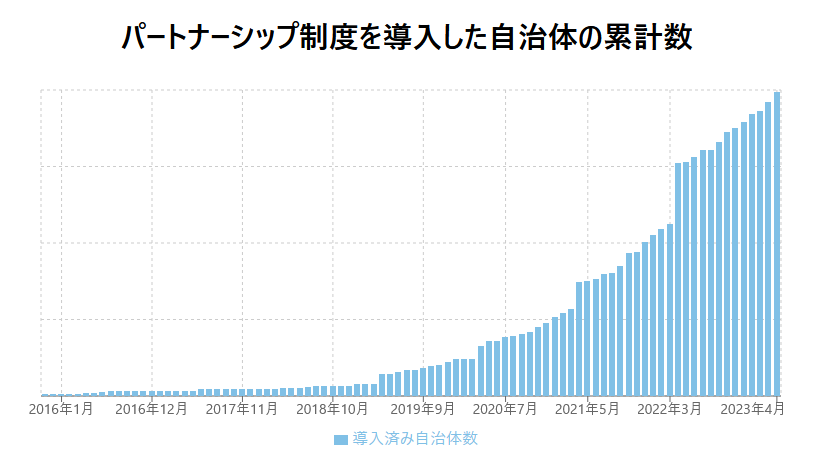 パートナーシップ制度を導入した自治体の累計数
2016年1月 2016年12月 2017年11月 2018年10月 2019年9月 2020年7月 2021年5月 2022年3月 2023年4月
導入済み自治体数